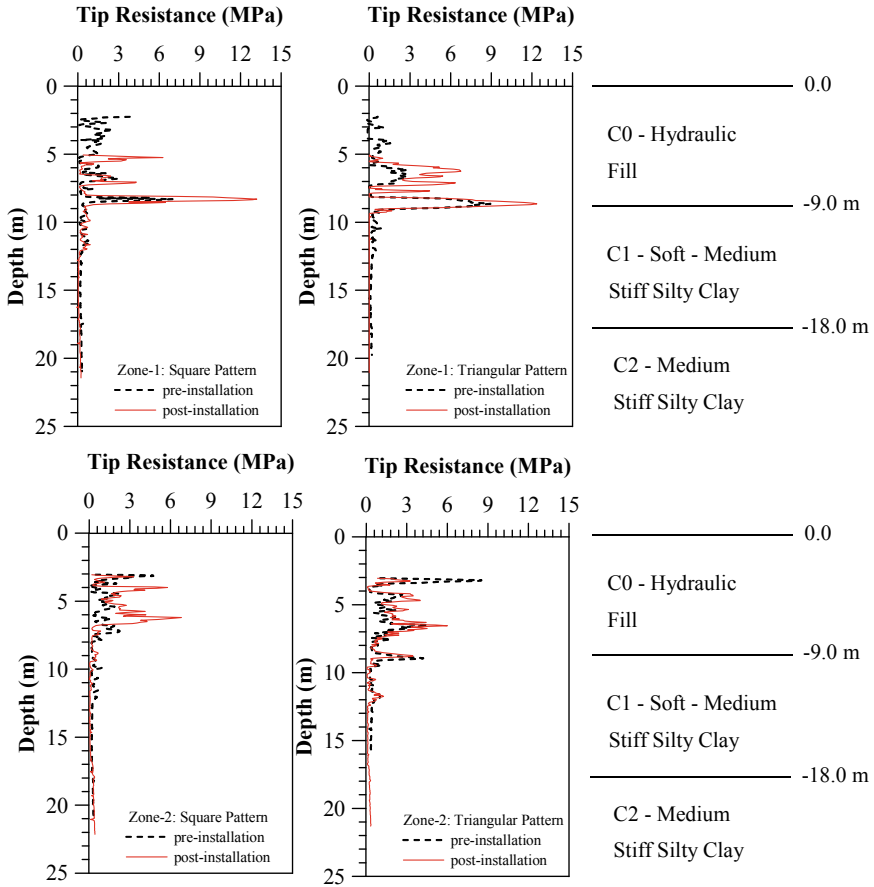 Tip Resistance (MPa)
0 3 6 9 12 15
0
5
10
15
20
25
Depth (m)
Zone-1: Square Pattern
pre-installation
post-installation
Tip Resistance (MPa)
0 3 6 9 12 15
0
5
10
15
20
25
Depth (m)
Zone-1: Triangular Pattern
pre-installation
post-installation
0.0
C0 - Hydraulic
Fill
-9.0 m
C1 - Soft - Medium
Stiff Silty Clay
-18.0 m
C2 - Medium
Stiff Silty Clay
Tip Resistance (MPa)
0 3 6 9 12 15
0
5
10
15
20
25
Depth (m)
Zone-2: Square Pattern
pre-installation
post-installation
Tip Resistance (MPa)
0 3 6 9 12 15
0
5
10
15
20
25
Depth (m)
Zone-2: Triangular Pattern
pre-installation
post-installation
0.0
C0 - Hydraulic
Fill
-9.0 m
C1 - Soft - Medium
Stiff Silty Clay
-18.0 m
C2 - Medium
Stiff Silty Clay